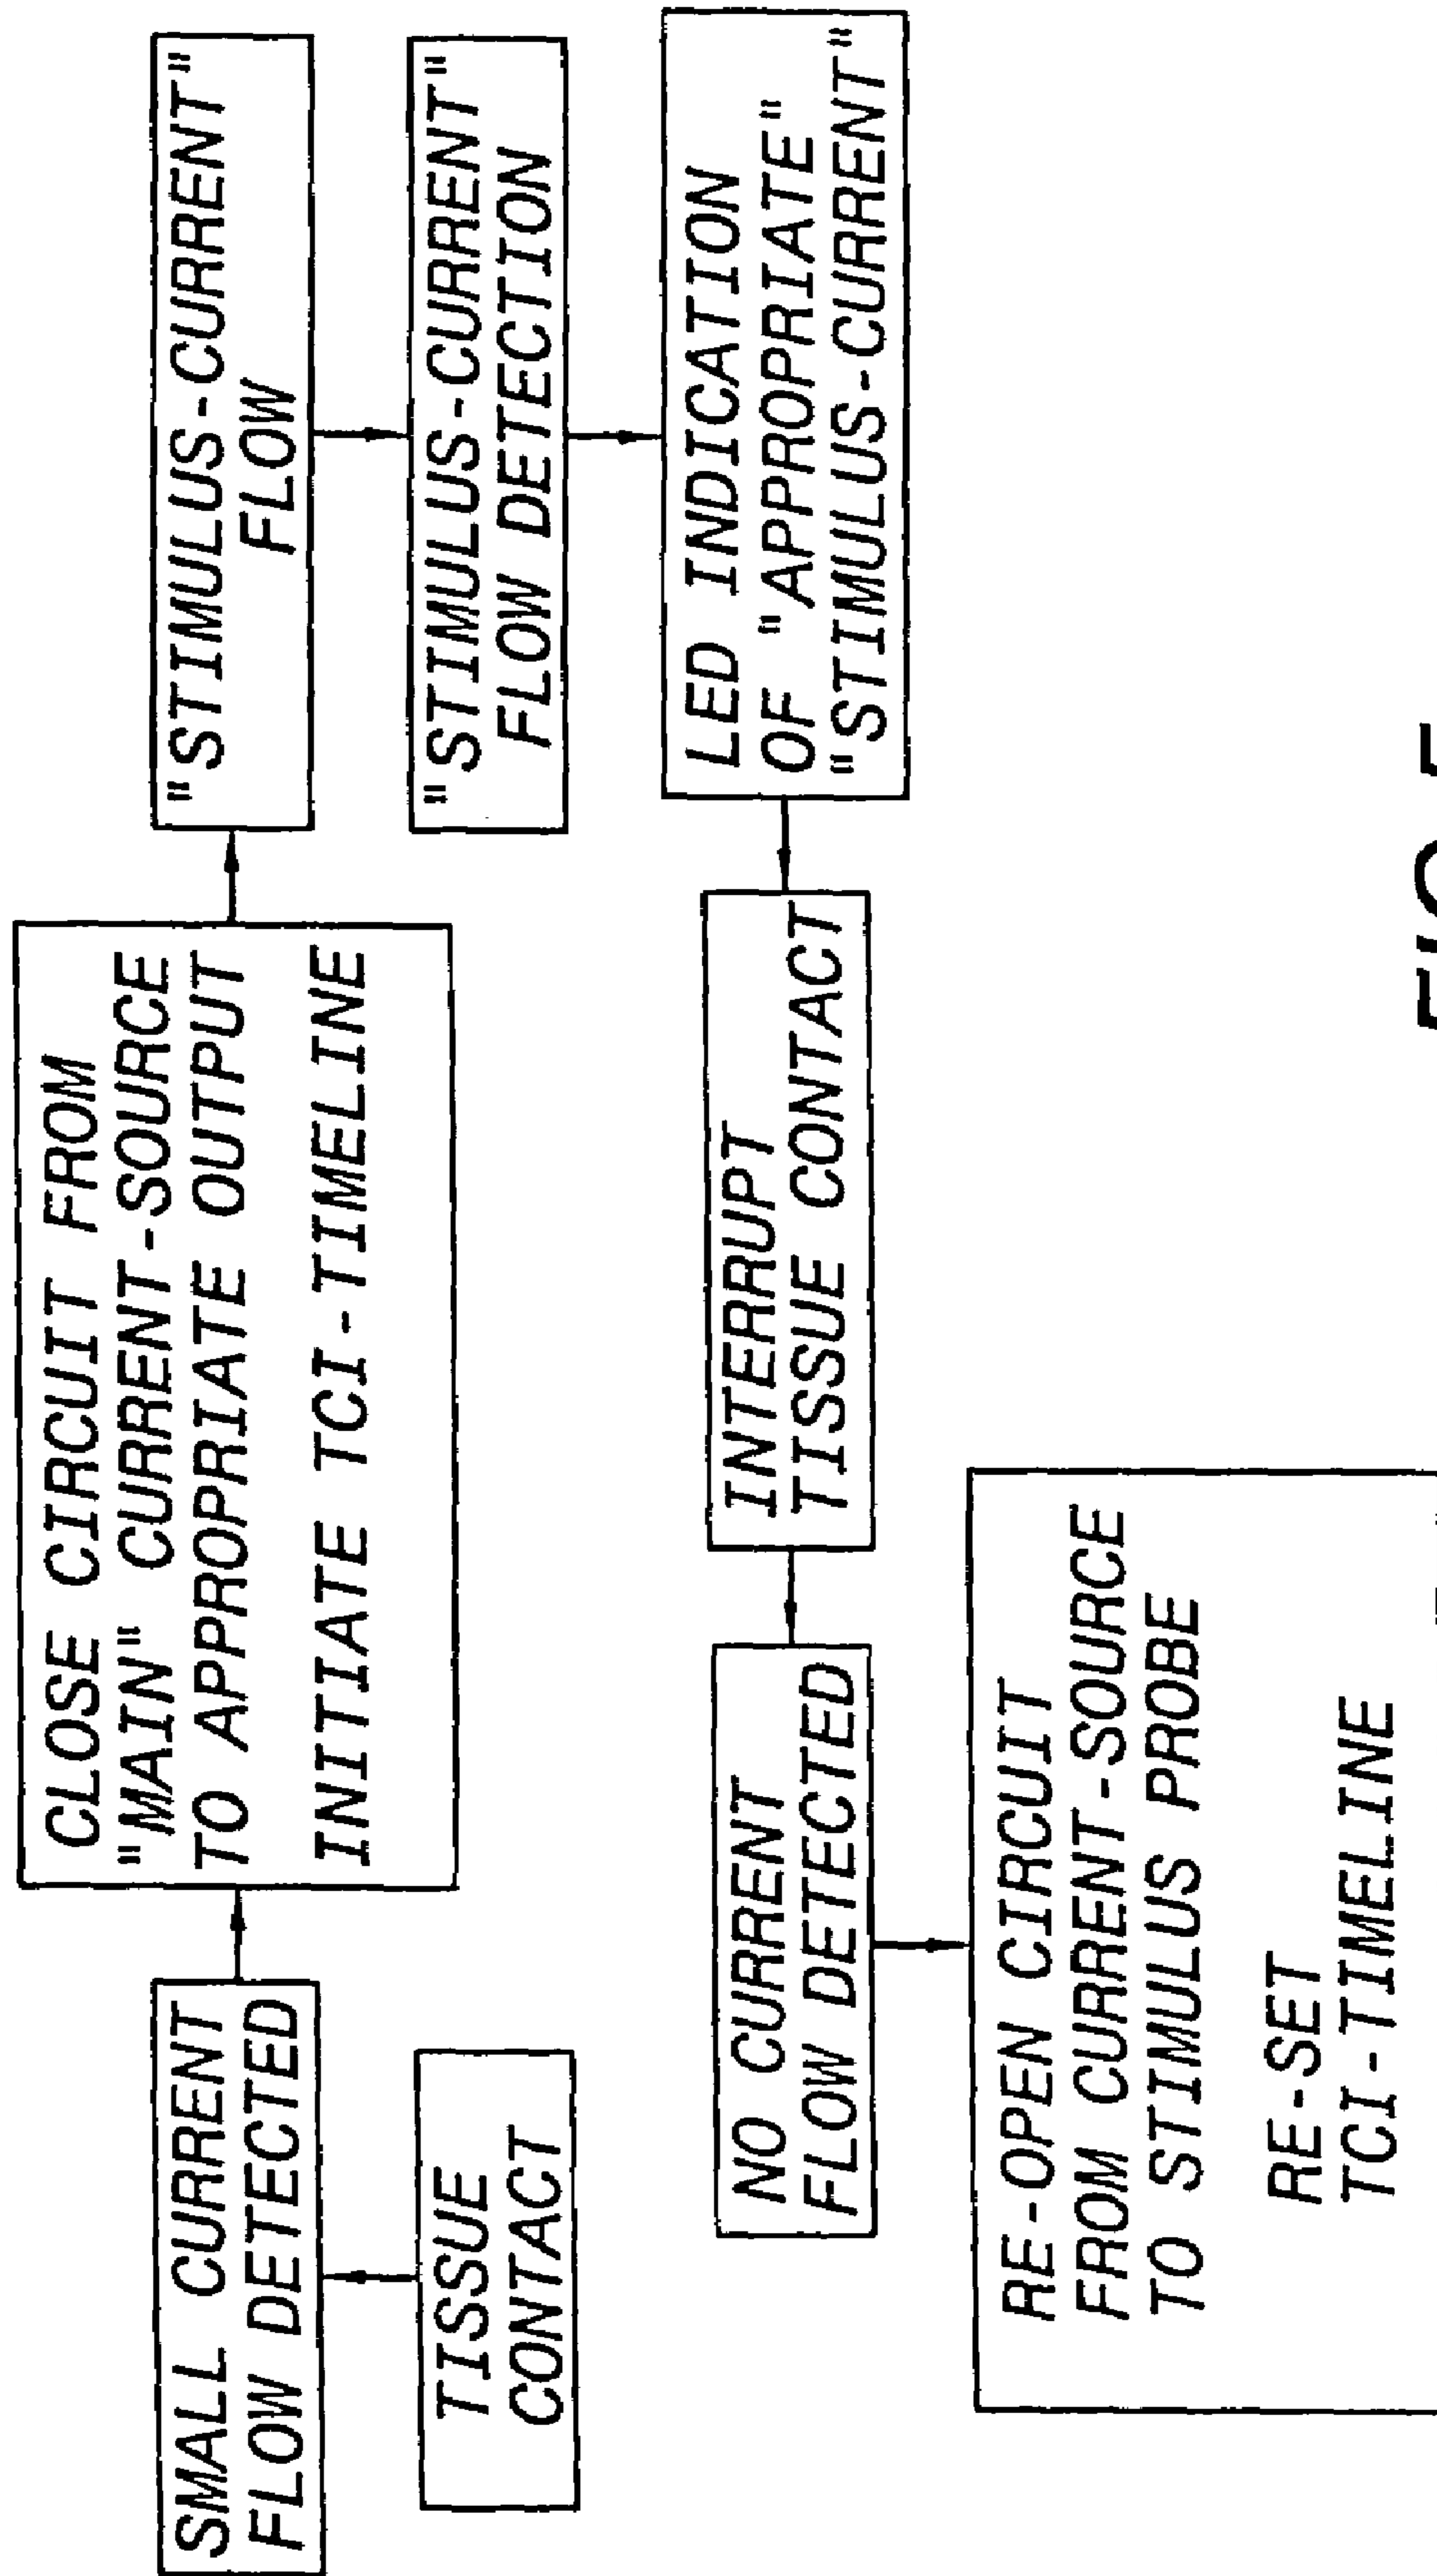 TISSUE
CONTACT
SMALL CURRENT
FLOW DETECTED
CLOSE CIRCUIT FROM
"MAIN" CURRENT-SOURCE
TO APPROPRIATE OUTPUT
INITIATE TCI-TIMELINE
"STIMULUS-CURRENT"
FLOW
"STIMULUS-CURRENT"
FLOW DETECTION
LED INDICATION
OF "APPROPRIATE"
"STIMULUS-CURRENT"
INTERRUPT
TISSUE CONTACT
NO CURRENT
FLOW DETECTED
RE-OPEN CIRCUIT
FROM CURRENT-SOURCE
TO STIMULUS PROBE
RE-SET
TCI-TIMELINE